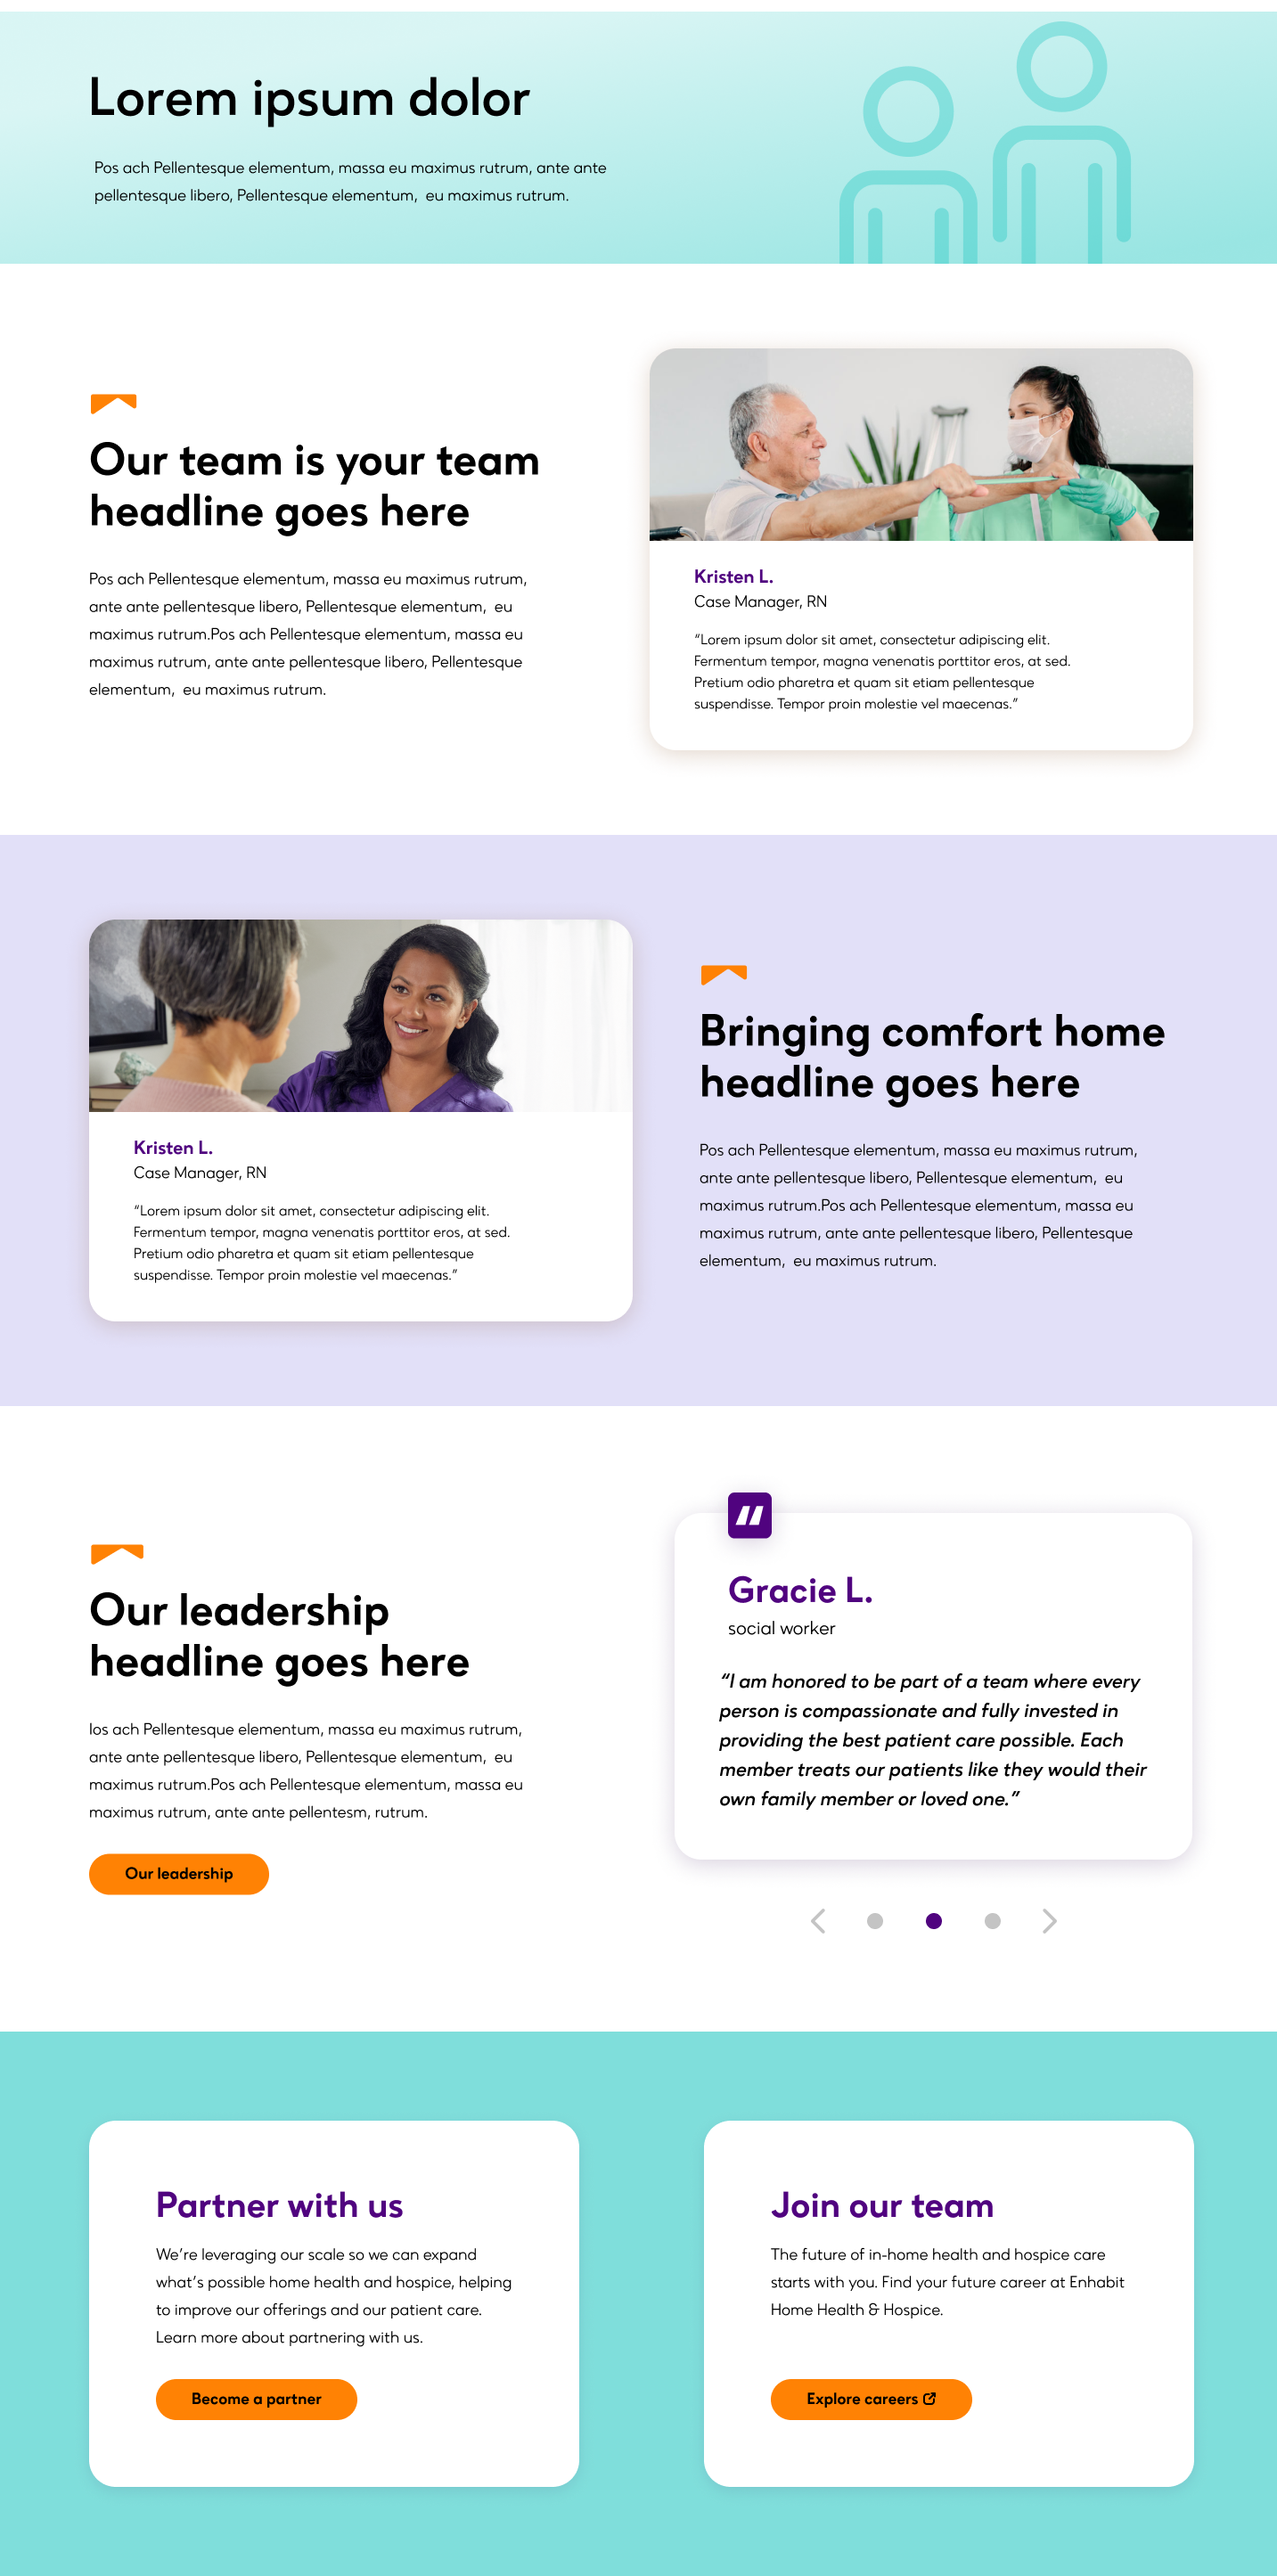 Lorem ipsum dolor
Pos ach Pellentesque elementum, massa eu maximus rutrum, ante ante
pellentesque libero, Pellentesque elementum,  eu maximus rutrum.
Our team is your team
headline goes here
Pos ach Pellentesque elementum, massa eu maximus rutrum,
ante ante pellentesque libero, Pellentesque elementum,  eu
maximus rutrum.Pos ach Pellentesque elementum, massa eu
maximus rutrum, ante ante pellentesque libero, Pellentesque
elementum,  eu maximus rutrum.
Kristen L.
Case Manager, RN
“Lorem ipsum dolor sit amet, consectetur adipiscing elit.
Fermentum tempor, magna venenatis porttitor eros, at sed.
Pretium odio pharetra et quam sit etiam pellentesque
suspendisse. Tempor proin molestie vel maecenas.”
Kristen L.
Case Manager, RN
“Lorem ipsum dolor sit amet, consectetur adipiscing elit.
Fermentum tempor, magna venenatis porttitor eros, at sed.
Pretium odio pharetra et quam sit etiam pellentesque
suspendisse. Tempor proin molestie vel maecenas.”
Bringing comfort home
headline goes here
Pos ach Pellentesque elementum, massa eu maximus rutrum,
ante ante pellentesque libero, Pellentesque elementum,  eu
maximus rutrum.Pos ach Pellentesque elementum, massa eu
maximus rutrum, ante ante pellentesque libero, Pellentesque
elementum,  eu maximus rutrum.
Our leadership
headline goes here
los ach Pellentesque elementum, massa eu maximus rutrum,
ante ante pellentesque libero, Pellentesque elementum,  eu
maximus rutrum.Pos ach Pellentesque elementum, massa eu
maximus rutrum, ante ante pellentesm, rutrum.
Our leadership
Gracie L.
social worker
“I am honored to be part of a team where every
person is compassionate and fully invested in
providing the best patient care possible. Each
member treats our patients like they would their
own family member or loved one.”
Partner with us
We’re leveraging our scale so we can expand
what’s possible home health and hospice, helping
to improve our offerings and our patient care.
Learn more about partnering with us.
Become a partner
Join our team
The future of in-home health and hospice care
starts with you. Find your future career at Enhabit
Home Health & Hospice.
Explore careers